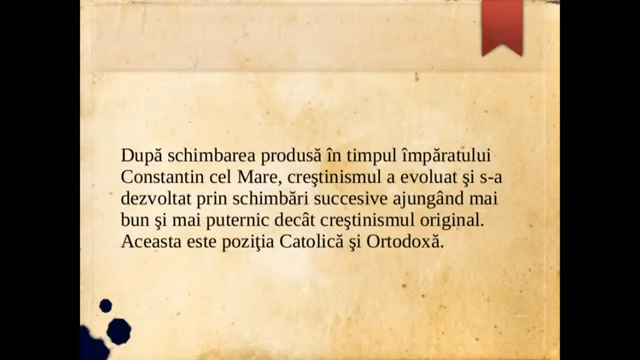 După schimbarea produsă în timpul împăratului
Constantin cel Mare, creştinismul a evoluat şi s-a
dezvoltat prin schimbări succesive ajungând mai
bun şi mai puternic decât creştinismul original.
Aceasta este poziţia Catolică şi Ortodoxă.